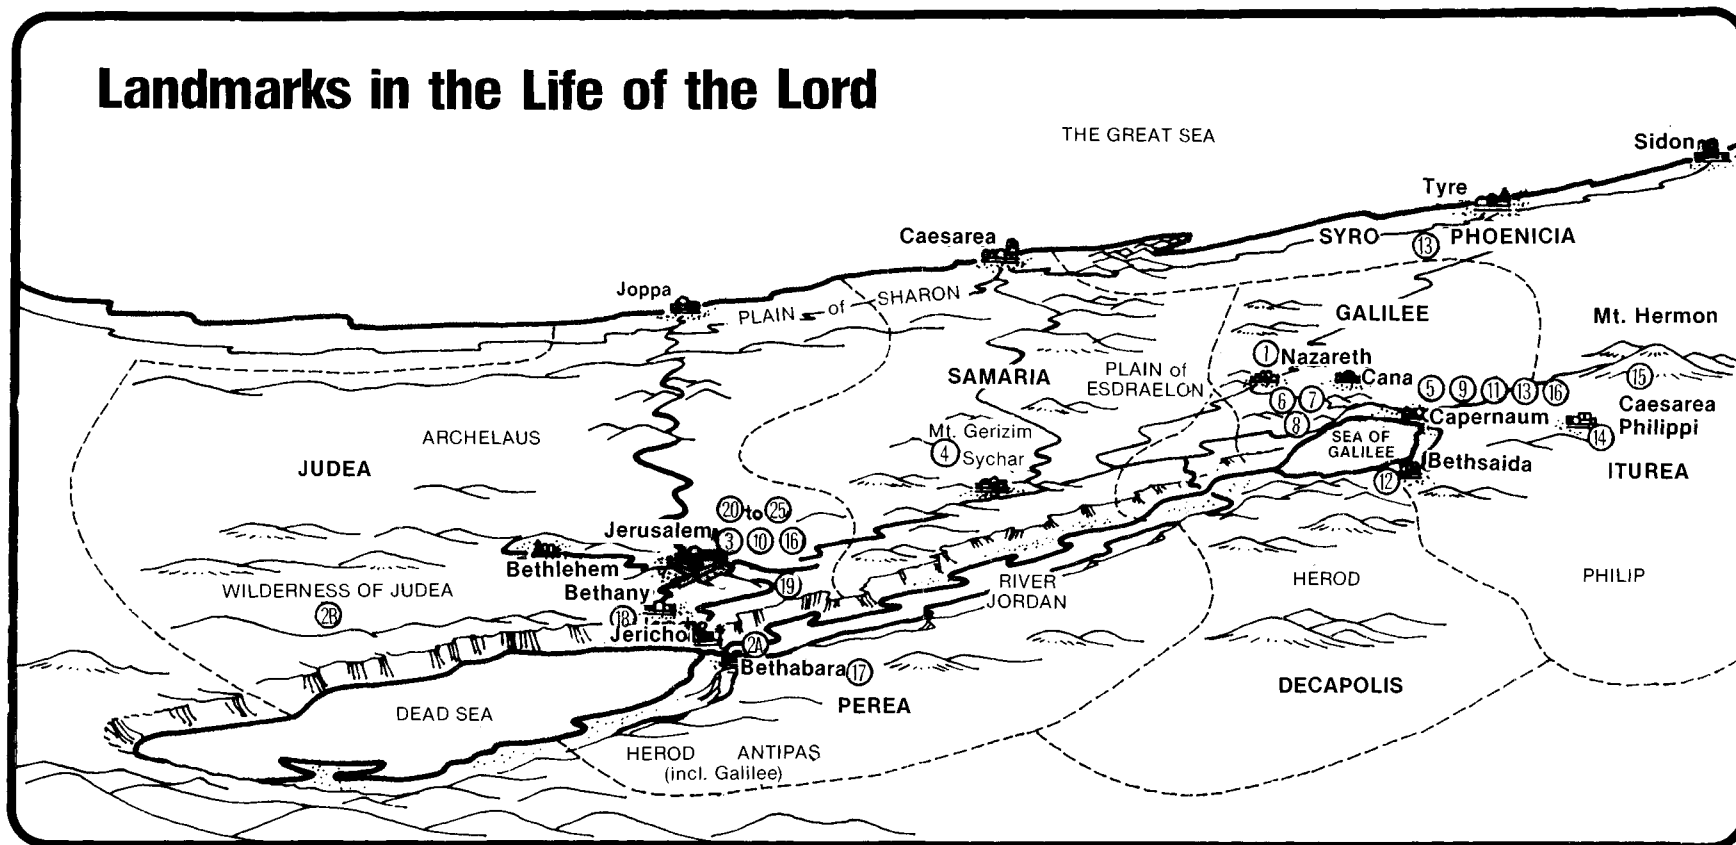 Landmarks in the Life of the Lord
THE GREAT SEA
Sidon
Tyre
SYRO PHOENICIA
13
Caesarea
Joppa
PLAIN of SHARON
GALILEE
Mt. Hermon
15
1 Nazareth
Cana
5 9 11 13 16
6 7
8
Capernaum
Caesarea
Philippi
14
SAMARIA
PLAIN of
ESDRAELON
SEA OF
GALILEE
Bethsaida
12
ITUREA
ARCHELAUS
JUDEA
Mt. Gerizim
4 Sychar
20 to 25
Jerusalem
3 10 16
Bethlehem
Bethany
19
18
WILDERNESS OF JUDEA
2B
Jericho
2A
Bethabara 17
RIVER
JORDAN
HEROD
PHILIP
DEAD SEA
PEREA
DECAPOLIS
HEROD ANTIPAS
(incl. Galilee)